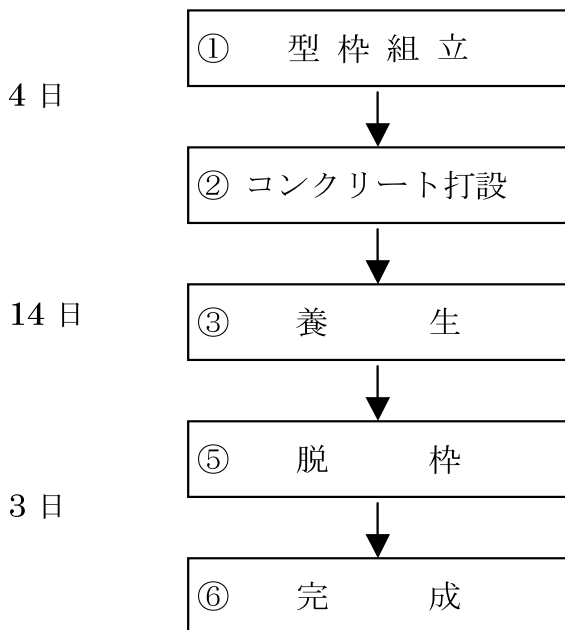 ① 型枠組立
4 日
② コンクリート打設
14 日
③ 養生
⑤ 脱枠
3 日
⑥ 完成